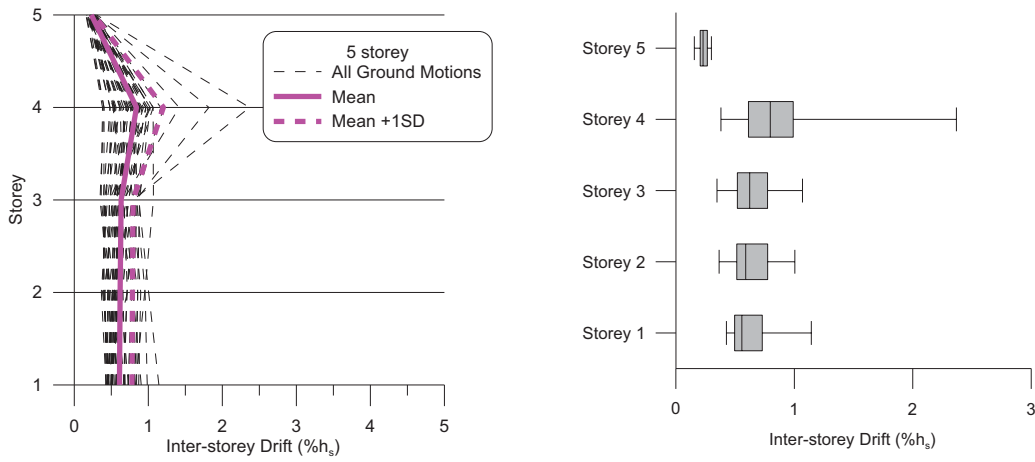 5
4
3
2
1
Storey
0 1 2 3 4 5
Inter-storey Drift (%hs)
5 storey
All Ground Motions
Mean
Mean +1SD
Storey 5
Storey 4
Storey 3
Storey 2
Storey 1
0 1 2 3
Inter-storey Drift (%hs)